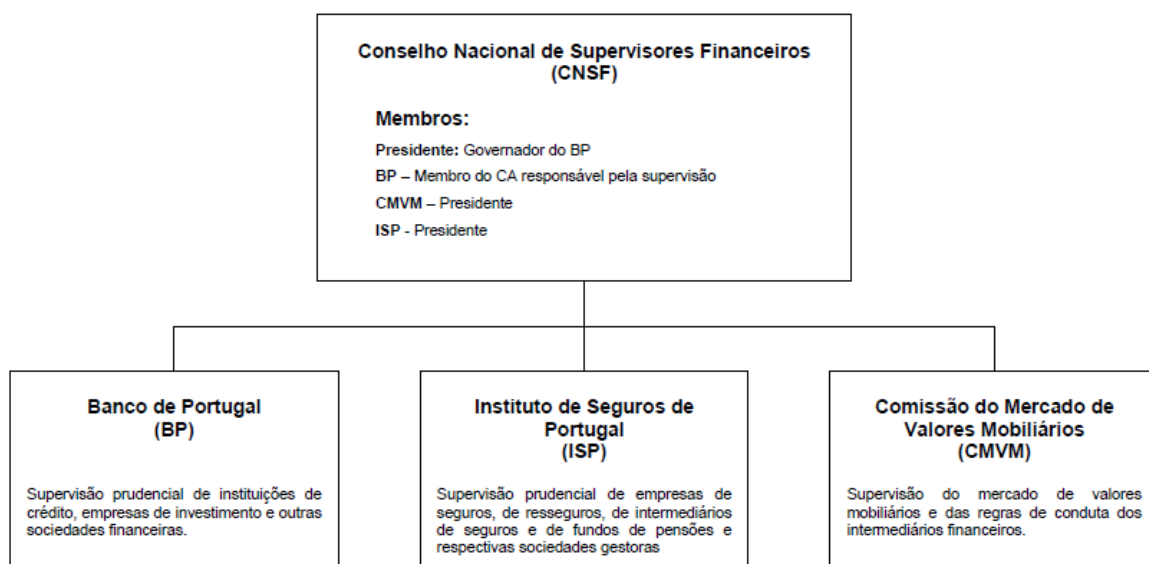 Conselho Nacional de Supervisores Financeiros
(CNSF)
Membros:
Presidente: Governador do BP
BP – Membro do CA responsável pela supervisão
CMVM – Presidente
ISP - Presidente
Banco de Portugal
(BP)
Supervisão prudencial de instituições de
crédito, empresas de investimento e outras
sociedades financeiras.
Instituto de Seguros de
Portugal
(ISP)
Supervisão prudencial de empresas de
seguros, de resseguros, de intermediários
de seguros e de fundos de pensões e
respectivas sociedades gestoras
Comissão do Mercado de
Valores Mobiliários
(CMVM)
Supervisão do mercado de valores
mobiliários e das regras de conduta dos
intermediários financeiros.